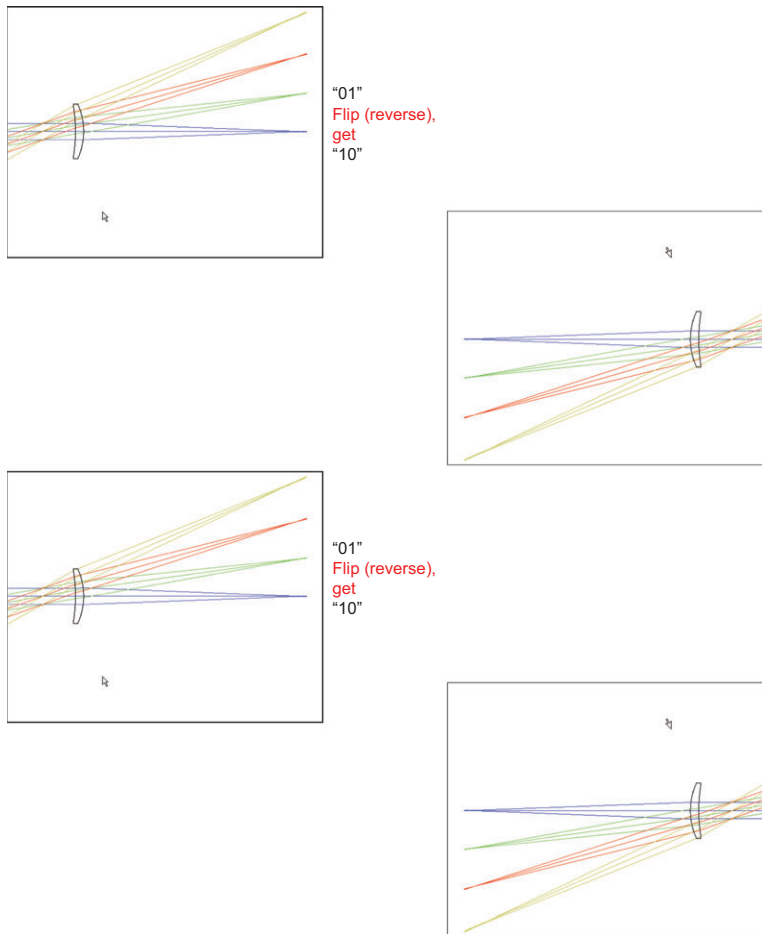 “01”
Flip (reverse),
get
“10”
“01”
Flip (reverse),
get
“10”